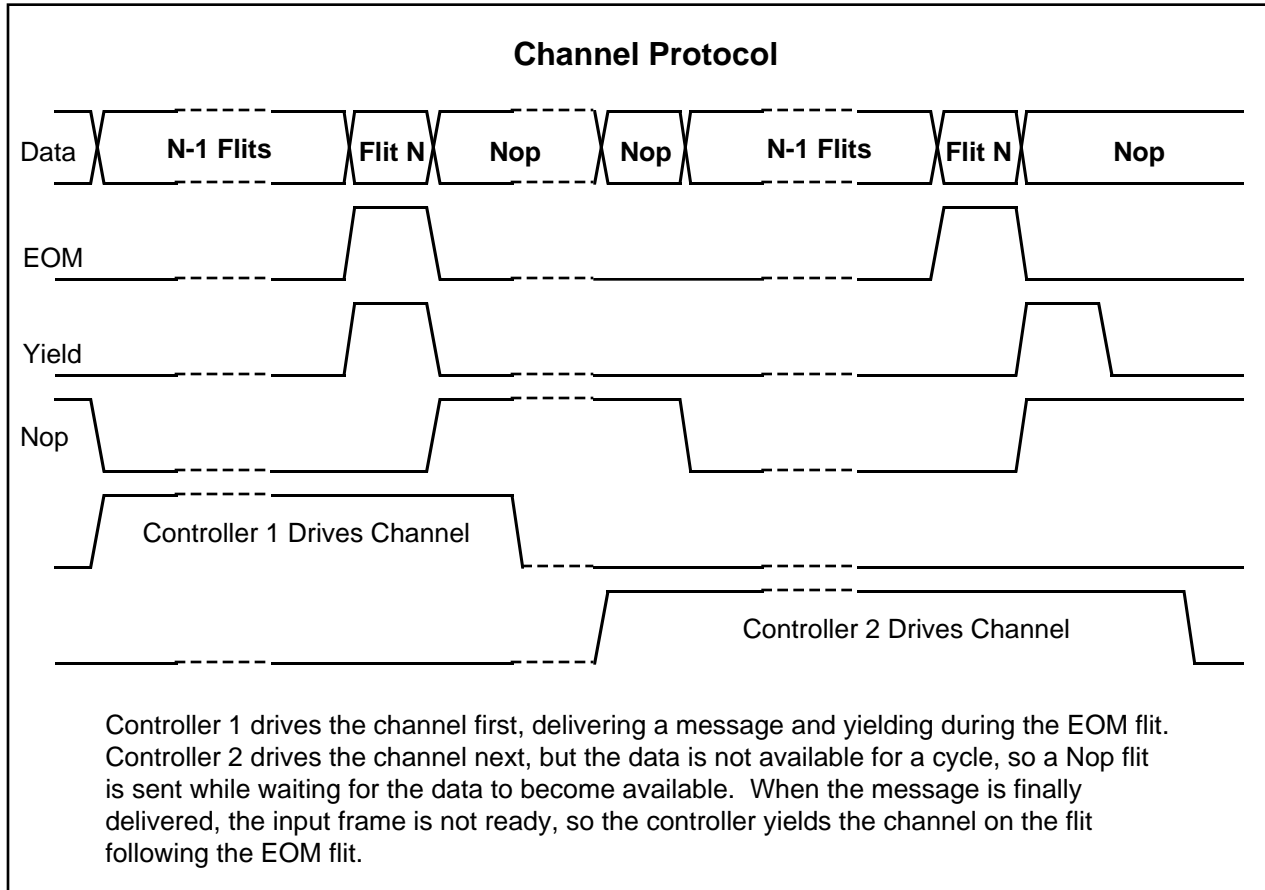 Channel Protocol
Data N-1 Flits Flit N Nop Nop N-1 Flits Flit N Nop
EOM
Yield
Nop
Controller 1 Drives Channel
Controller 2 Drives Channel
Controller 1 drives the channel first, delivering a message and yielding during the EOM flit.
Controller 2 drives the channel next, but the data is not available for a cycle, so a Nop flit
is sent while waiting for the data to become available.  When the message is finally
delivered, the input frame is not ready, so the controller yields the channel on the flit
following the EOM flit.